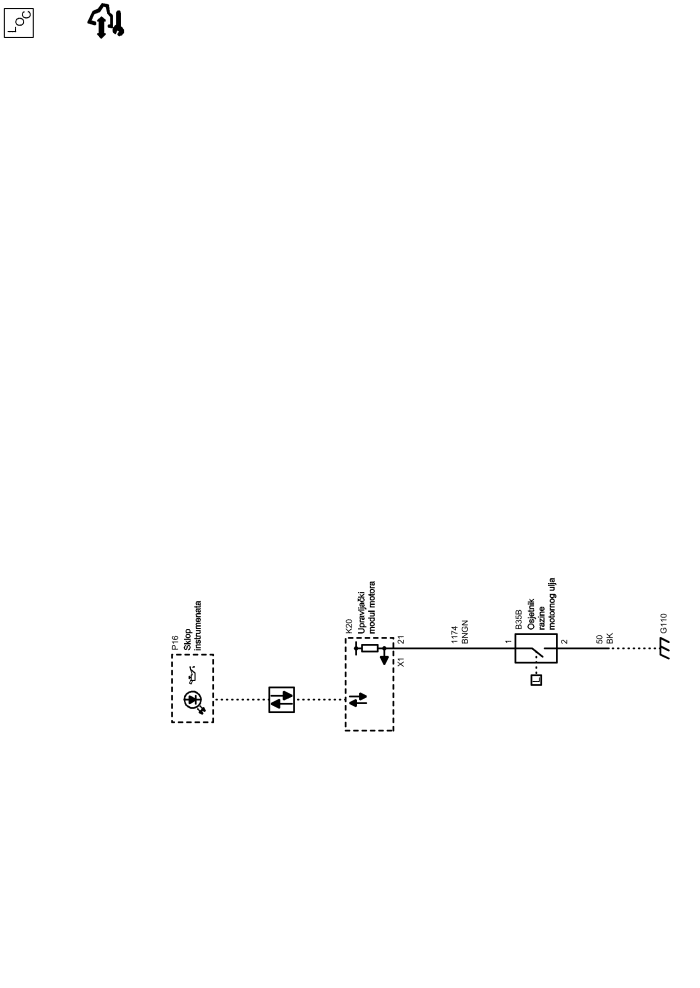 LOC
P16
Sklop
instrumenata
K20
Upravljački
modul motora
21
X1
1174
BNGN
1
B35B
Osjetnik
razine
motornog ulja
L
2
50
BK
G110